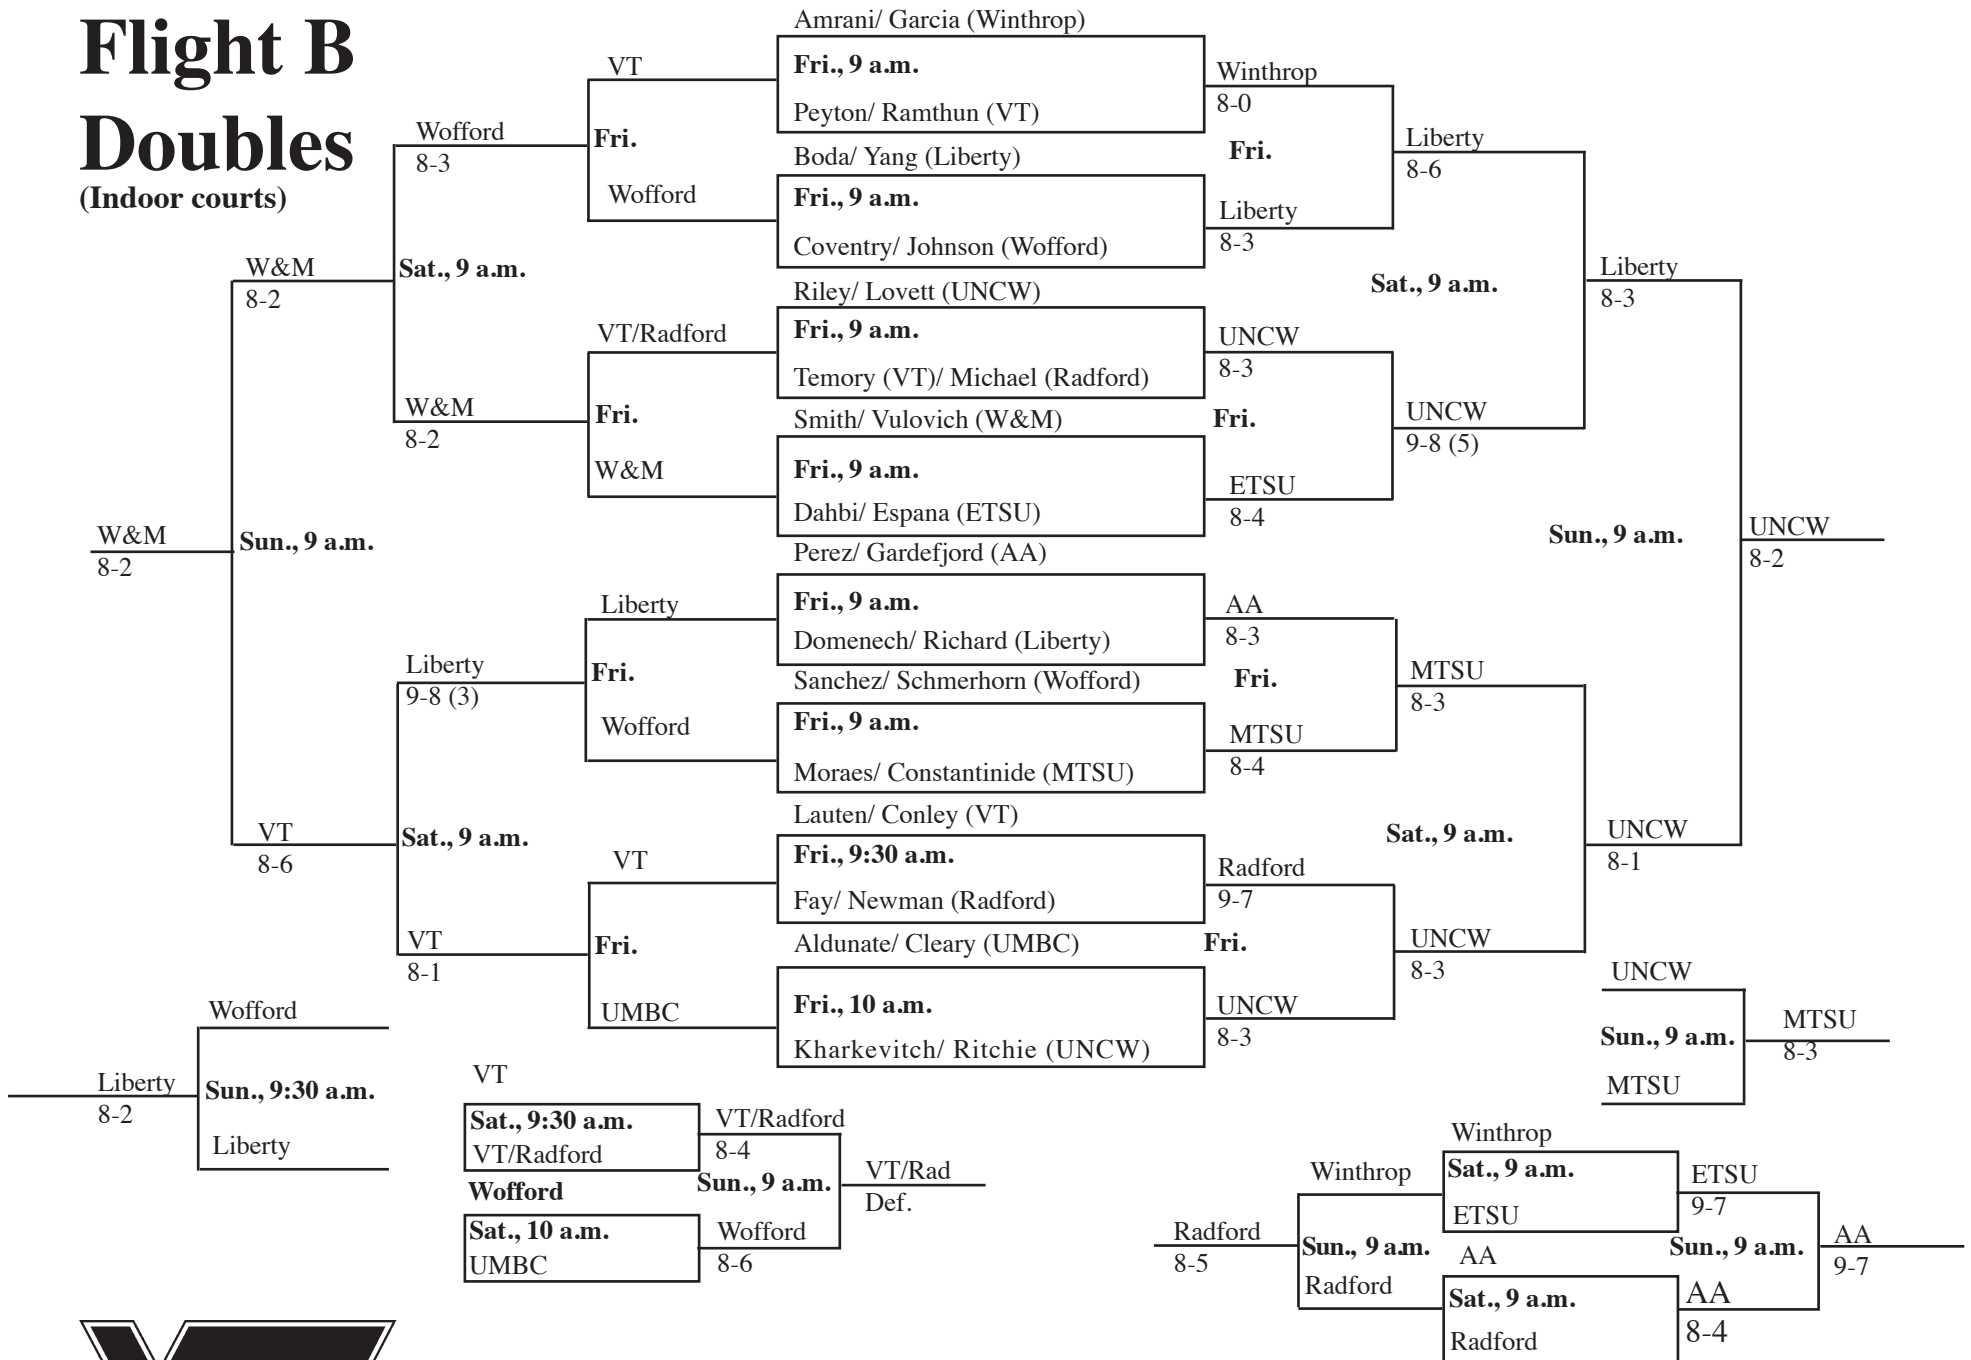 Flight B
Doubles
(Indoor courts)
Amrani/ Garcia (Winthrop)
Fri., 9 a.m.
Peyton/ Ramthun (VT)
Boda/ Yang (Liberty)
Fri., 9 a.m.
Coventry/ Johnson (Wofford)
Riley/ Lovett (UNCW)
Fri., 9 a.m.
Temory (VT)/ Michael (Radford)
Smith/ Vulovich (W&M)
Fri., 9 a.m.
Dahbi/ Espana (ETSU)
Perez/ Gardefjord (AA)
Fri., 9 a.m.
Domenech/ Richard (Liberty)
Sanchez/ Schmerhorn (Wofford)
Fri., 9 a.m.
Moraes/ Constantinide (MTSU)
Lauten/ Conley (VT)
Fri., 9:30 a.m.
Fay/ Newman (Radford)
Aldunate/ Cleary (UMBC)
Fri., 10 a.m.
Kharkevitch/ Ritchie (UNCW)
VT
Fri.
Wofford
VT/Radford
Fri.
W&M
Liberty
Fri.
Wofford
VT
Fri.
UMBC
Wofford
8-3
Sat., 9 a.m.
W&M
8-2
Liberty
9-8 (3)
Sat., 9 a.m.
VT
8-1
W&M
8-2
Sun., 9 a.m.
VT
8-6
W&M
8-2
Winthrop
8-0
Fri.
Liberty
8-3
UNCW
8-3
Fri.
ETSU
8-4
AA
8-3
Fri.
MTSU
8-4
Radford
9-7
Fri.
UNCW
8-3
Liberty
8-6
Sat., 9 a.m.
UNCW
9-8 (5)
MTSU
8-3
Sat., 9 a.m.
UNCW
8-3
Liberty
8-3
Sun., 9 a.m.
UNCW
8-1
UNCW
8-2
UNCW
Sun., 9 a.m.
MTSU
MTSU
8-3
Wofford
Sun., 9:30 a.m.
Liberty
Liberty
8-2
VT
Sat., 9:30 a.m.
VT/Radford
Wofford
Sat., 10 a.m.
UMBC
VT/Radford
8-4
Sun., 9 a.m.
Wofford
8-6
VT/Rad
Def.
Winthrop
Sat., 9 a.m.
ETSU
AA
Sat., 9 a.m.
Radford
Winthrop
Sun., 9 a.m.
Radford
Radford
8-5
ETSU
9-7
Sun., 9 a.m.
AA
8-4
AA
9-7